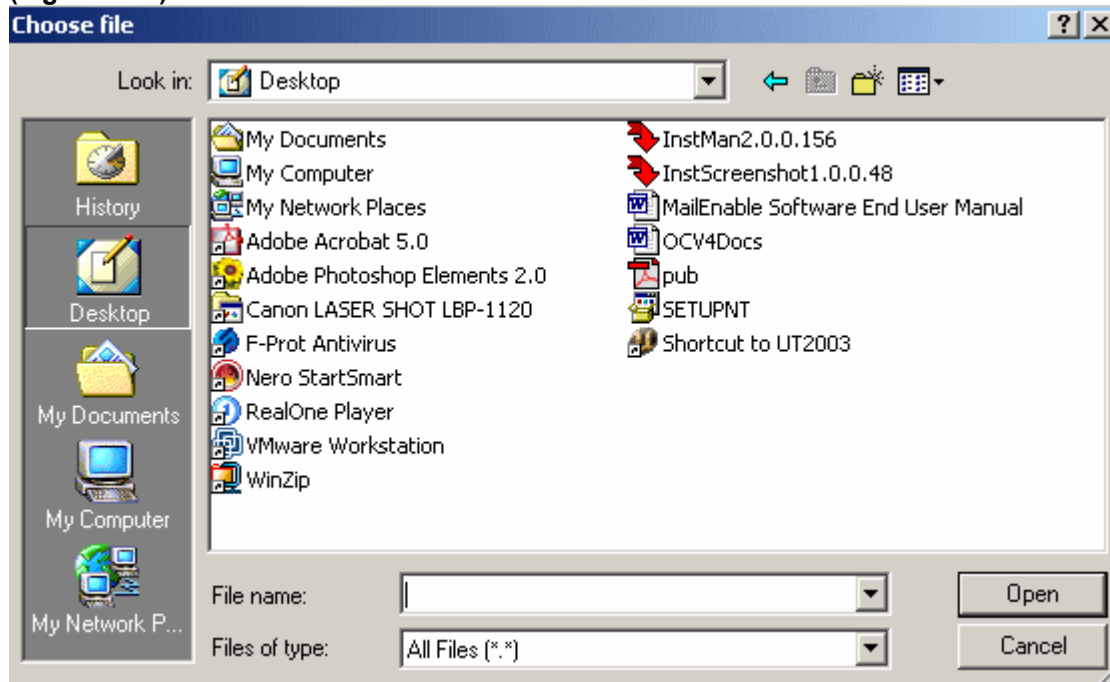 Choose file
Look in: Desktop
History
Desktop
My Documents
My Computer
My Network P...
My Documents
My Computer
My Network Places
Adobe Acrobat 5.0
Adobe Photoshop Elements 2.0
Canon LASER SHOT LBP-1120
F-Prot Antivirus
Nero StartSmart
RealOne Player
VMware Workstation
WinZip
InstMan2.0.0.156
InstScreenshot1.0.0.48
MailEnable Software End User Manual
OCV4Docs
pub
SETUPNT
Shortcut to UT2003
File name:
Open
Files of type: All Files (*.*)
Cancel